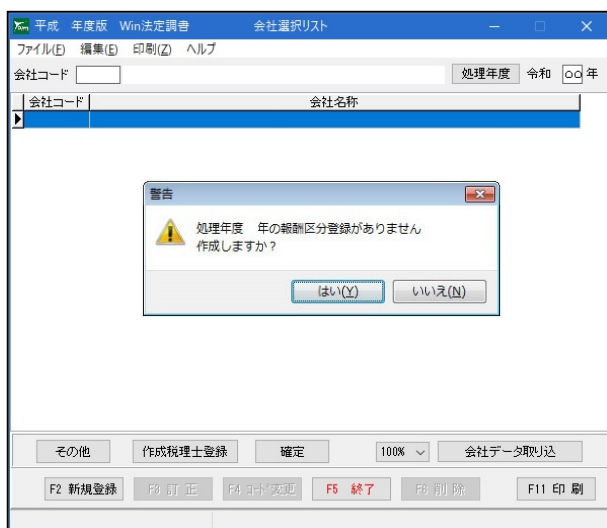 平成 年度版 Win法定調書 会社選択リスト
ファイル(F) 編集(E) 印刷(Z) ヘルプ
会社コード 処理年度 令和 ○○ 年
会社コード 会社名称
警告
処理年度 年の報酬区分登録がありません
作成しますか？
はい(Y) いいえ(N)
その他 作成税理士登録 確定 100% 会社データ取り込
F2 新規登録 F3 訂 正 F4 コード変更 F5 終了 F6 削 除 F11 印 刷